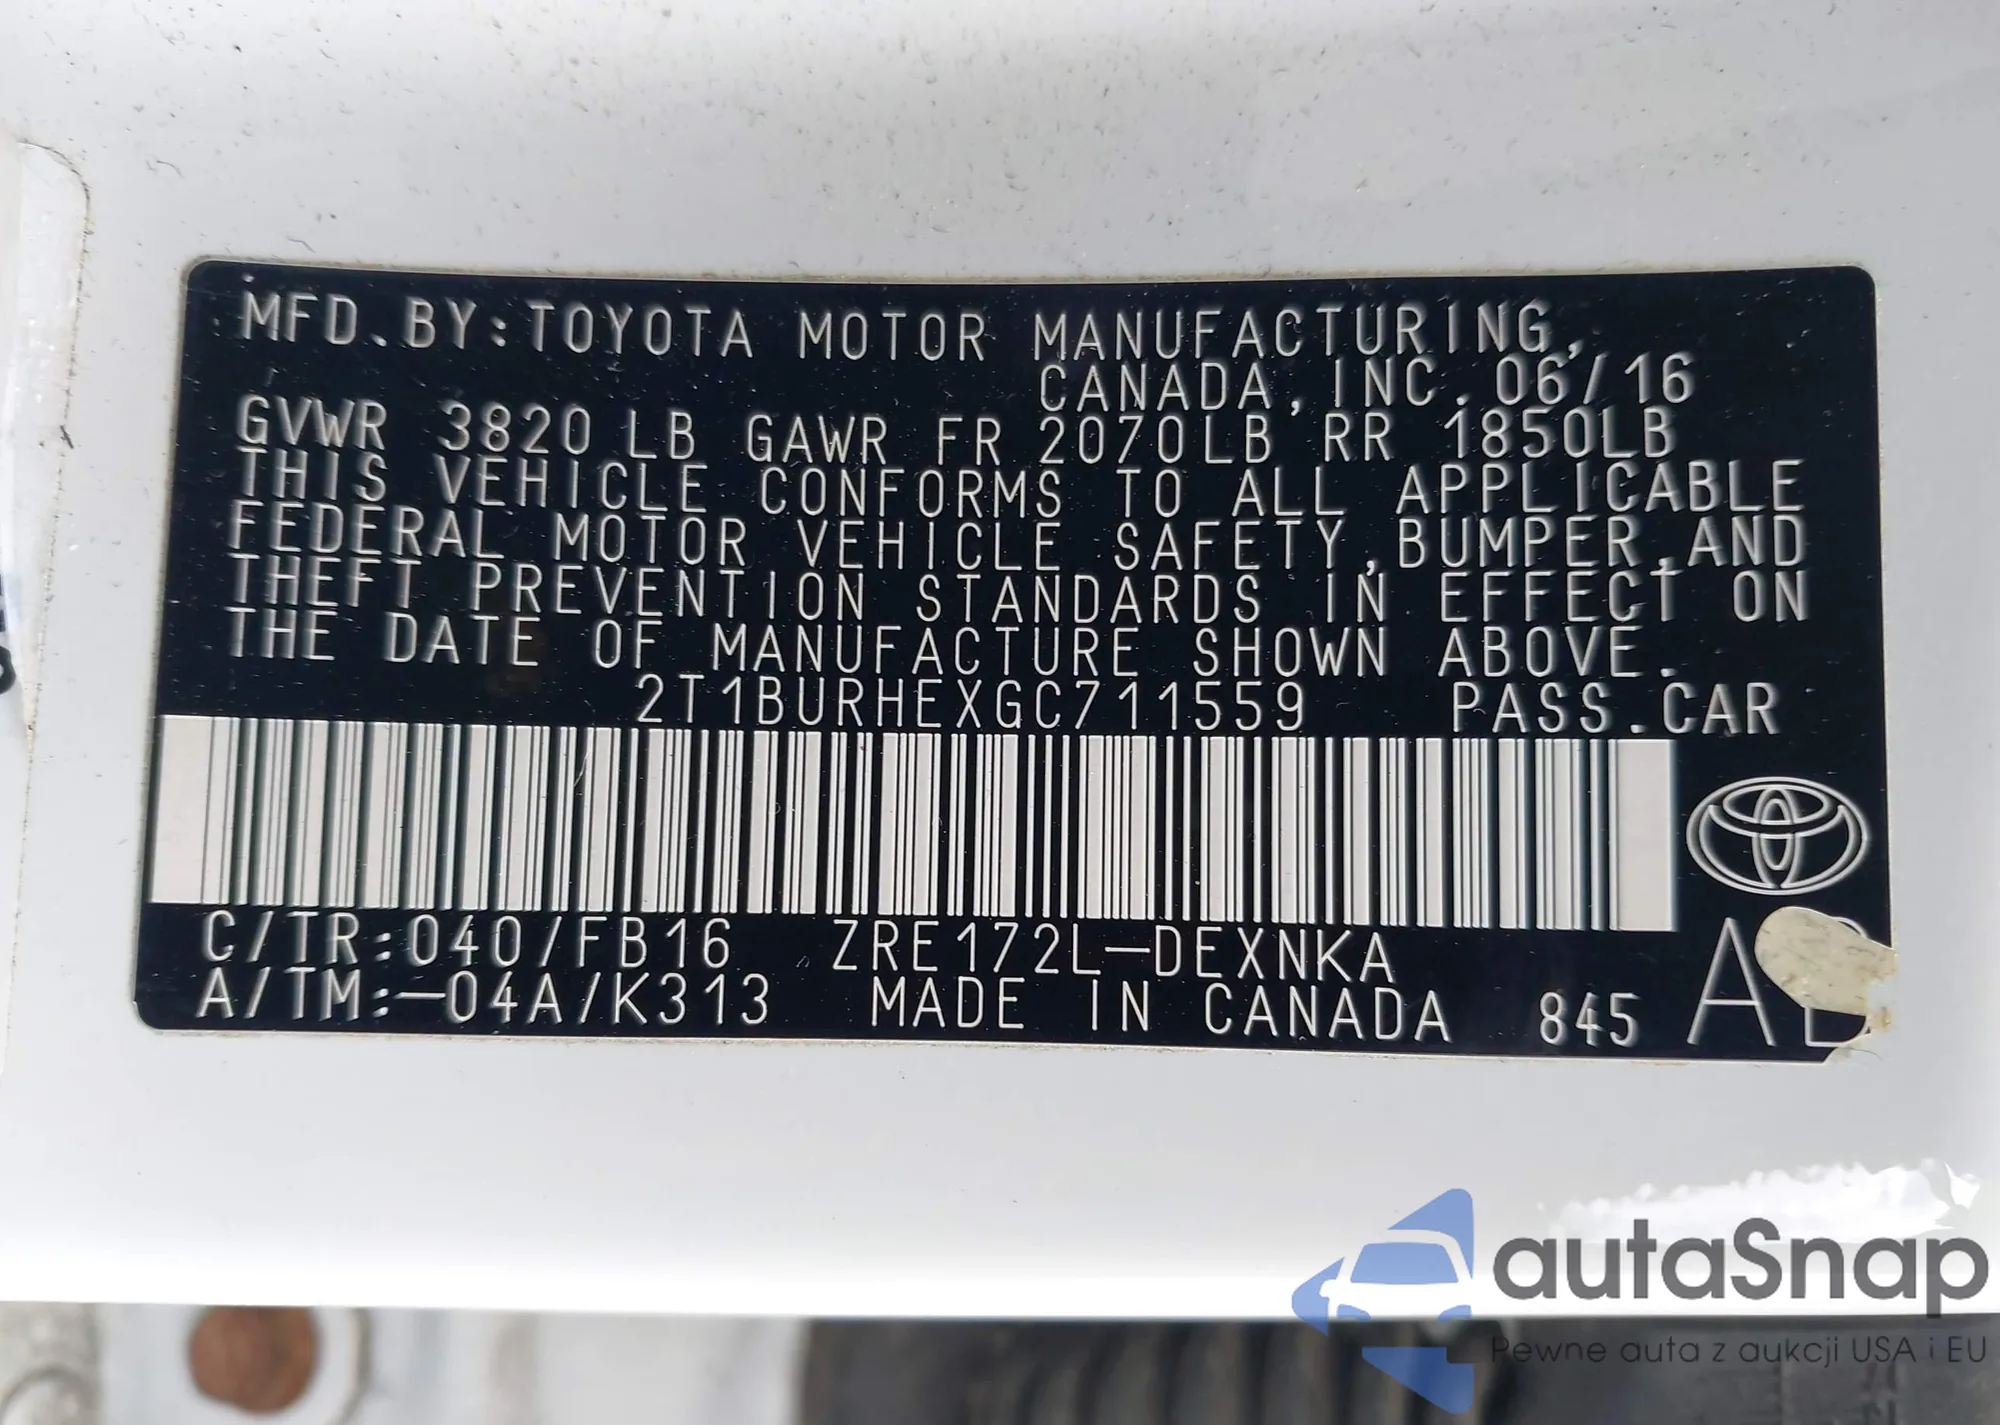 MFD.BY:TOYOTA MOTOR MANUFACTURING,
CANADA,INC.06/16
GVWR 3820LB GAWR FR 2070LB RR 1850LB
THIS VEHICLE CONFORMS TO ALL APPLICABLE
FEDERAL MOTOR VEHICLE SAFETY,BUMPER,AND
THEFT PREVENTION STANDARDS IN EFFECT ON
THE DATE OF MANUFACTURE SHOWN ABOVE.
2T1BURHEXGC711559 PASS.CAR
C/TR:040/FB16 ZRE172L-DEXNKA
A/TM:-04A/K313 MADE IN CANADA 845
autaSnap
Pewne auta z aukcji USA i EU